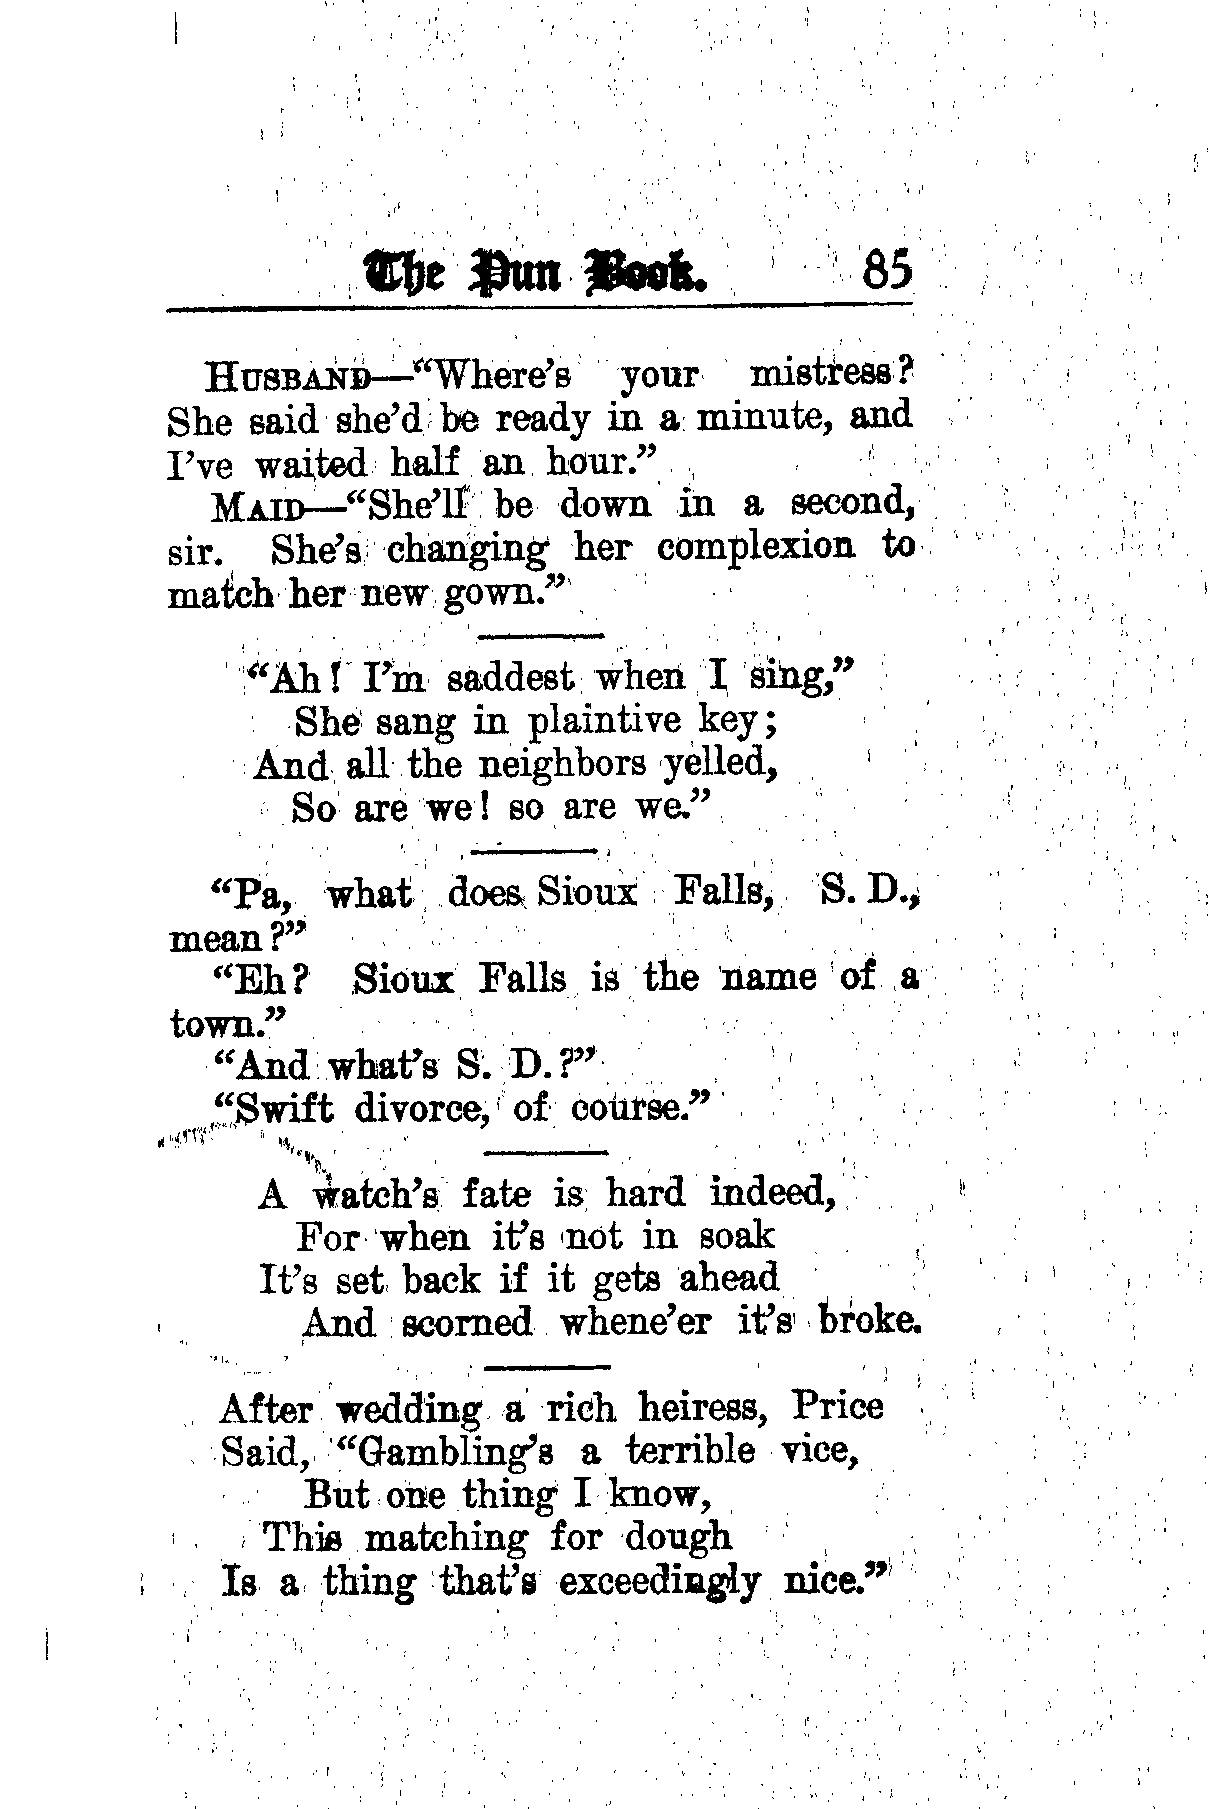 The Pun Book. 85
HUSBAND—“Where’s your mistress?
She said she’d be ready in a minute, and
I’ve waited half an hour.”
MAID—“She’ll be down in a second,
sir. She’s changing her complexion to
match her new gown.”
“Ah! I’m saddest when I sing,”
She sang in plaintive key;
And all the neighbors yelled,
So are we! so are we.”
“Pa, what does Sioux Falls, S. D.,
mean?”
“Eh? Sioux Falls is the name of a
town.”
“And what’s S. D.?”
“Swift divorce, of course.”
A watch’s fate is hard indeed,
For when it’s not in soak
It’s set back if it gets ahead
And scorned whene’er it’s broke.
After wedding a rich heiress, Price
Said, “Gambling’s a terrible vice,
But one thing I know,
This matching for dough
Is a thing that’s exceedingly nice.”